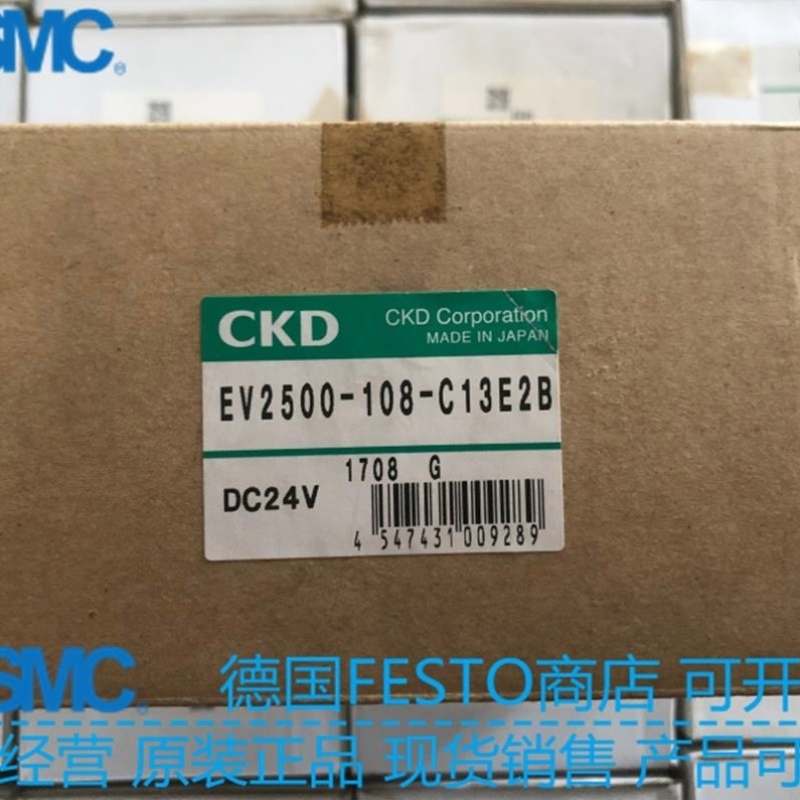 SMC®
CKD
CKD Corporation
MADE IN JAPAN
EV2500-108-C13E2B
1708 G
DC24V
4 547431 009289
SMC®
德国FESTO商店 可开
经营 原装正品 现货销售 产品可